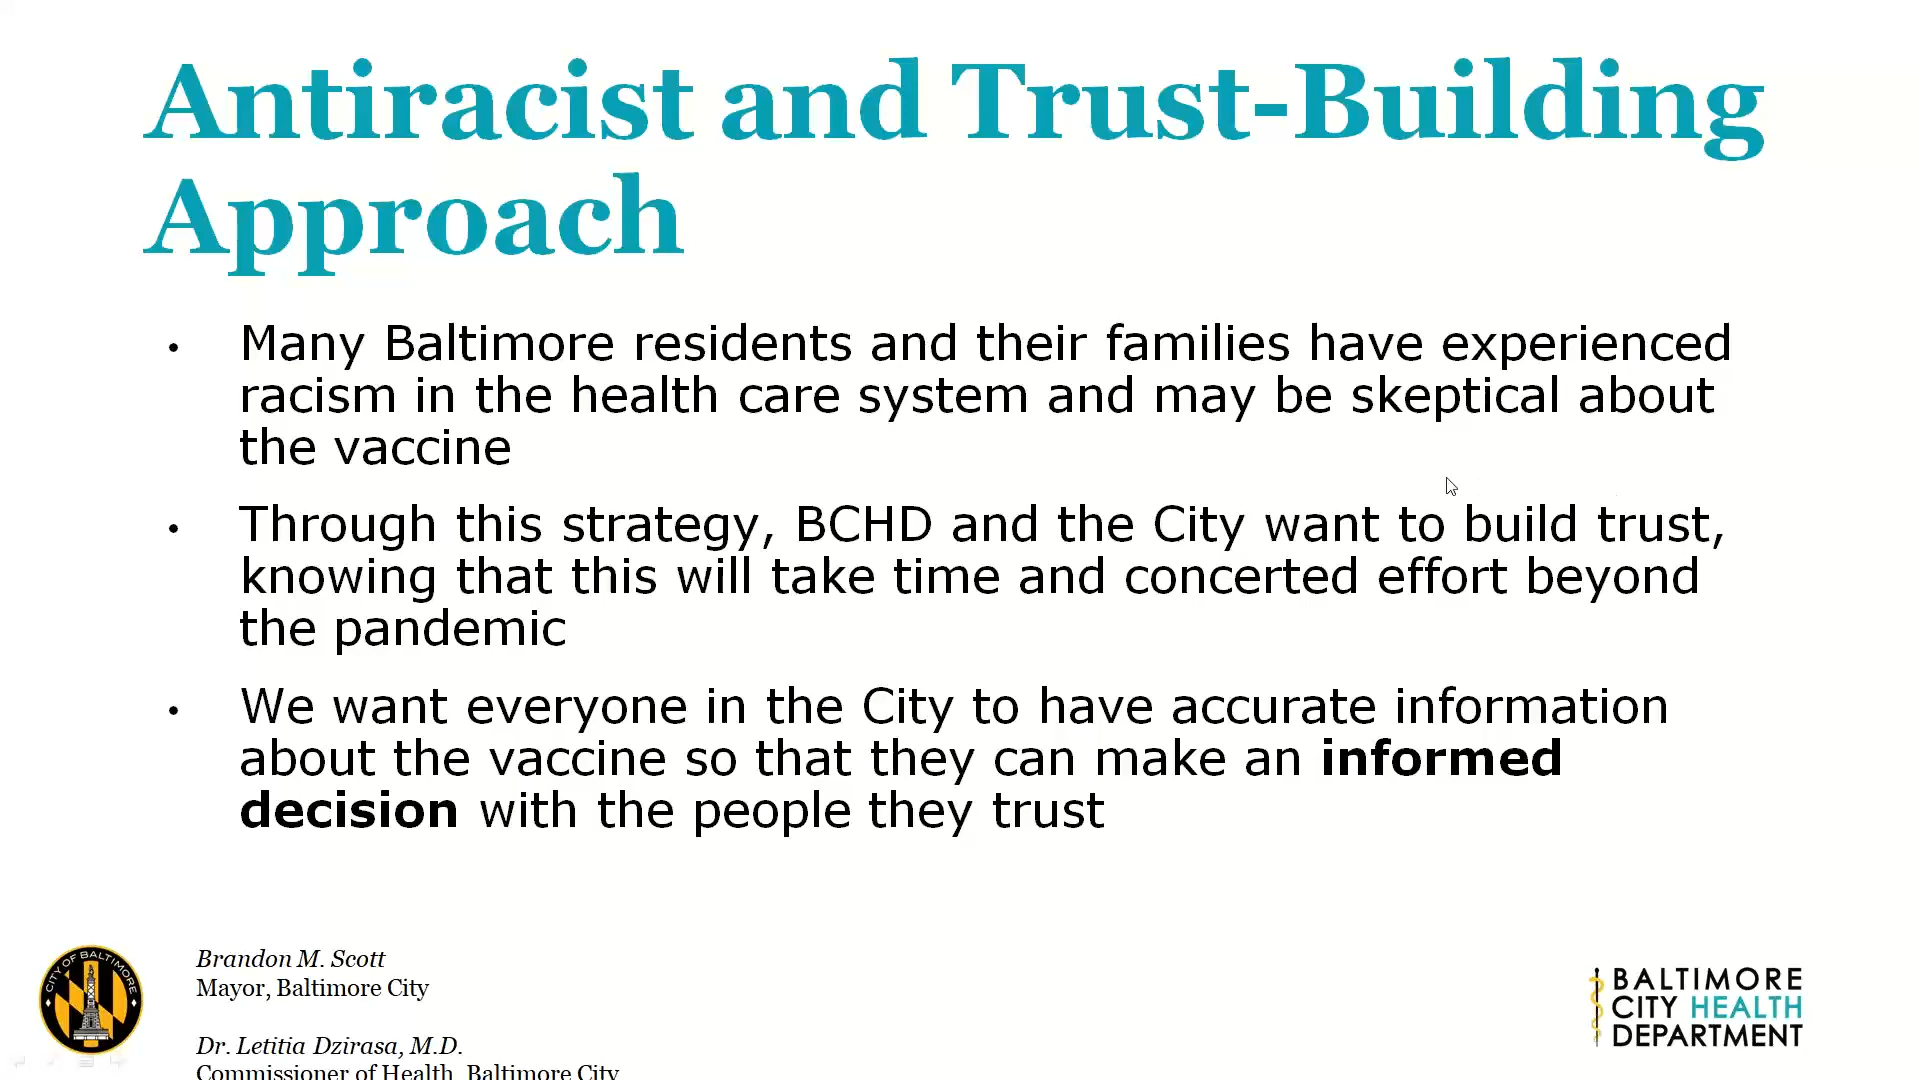 Antiracist and Trust-Building
Approach
• Many Baltimore residents and their families have experienced
racism in the health care system and may be skeptical about
the vaccine
• Through this strategy, BCHD and the City want to build trust,
knowing that this will take time and concerted effort beyond
the pandemic
• We want everyone in the City to have accurate information
about the vaccine so that they can make an informed
decision with the people they trust
CITY OF BALTIMORE
Brandon M. Scott
Mayor, Baltimore City
Dr. Letitia Dzirasa, M.D.
Commissioner of Health, Baltimore City
BALTIMORE
CITY HEALTH
DEPARTMENT